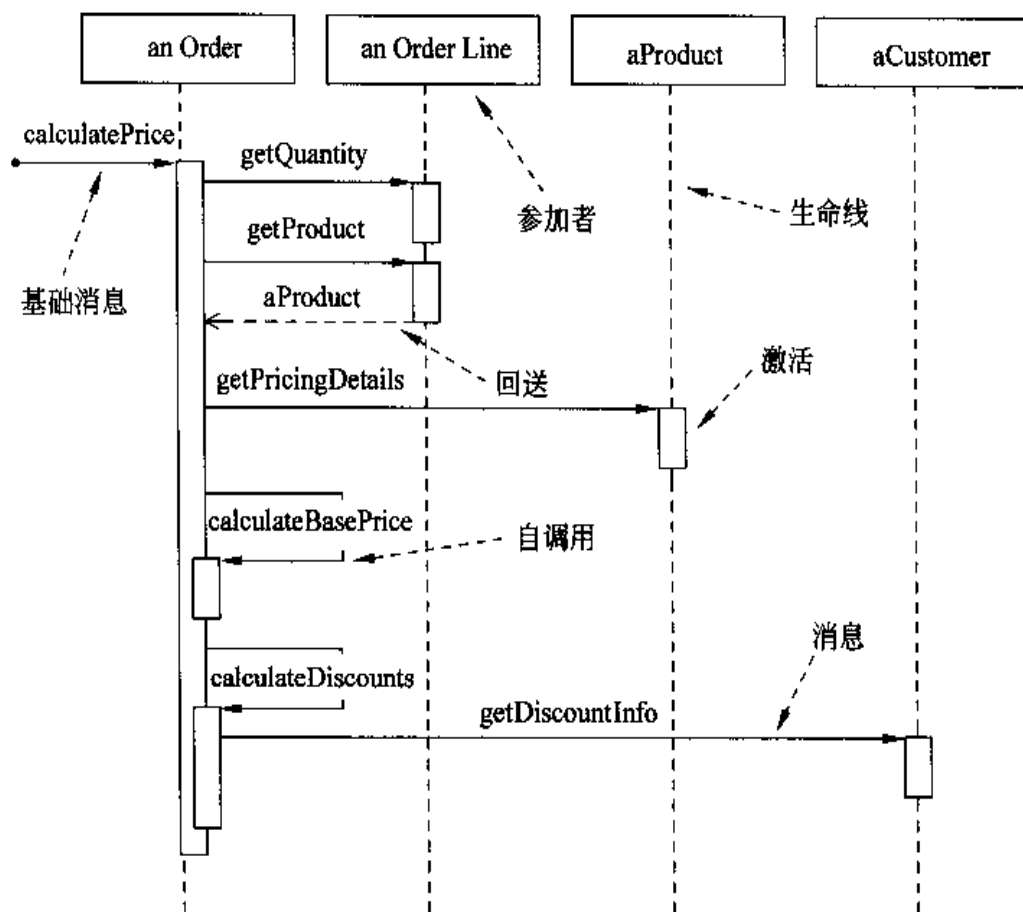 an Order
an Order Line
aProduct
aCustomer
calculatePrice
getQuantity
参加者
生命线
getProduct
基础消息
aProduct
回送
激活
getPricingDetails
calculateBasePrice
自调用
消息
calculateDiscounts
getDiscountInfo